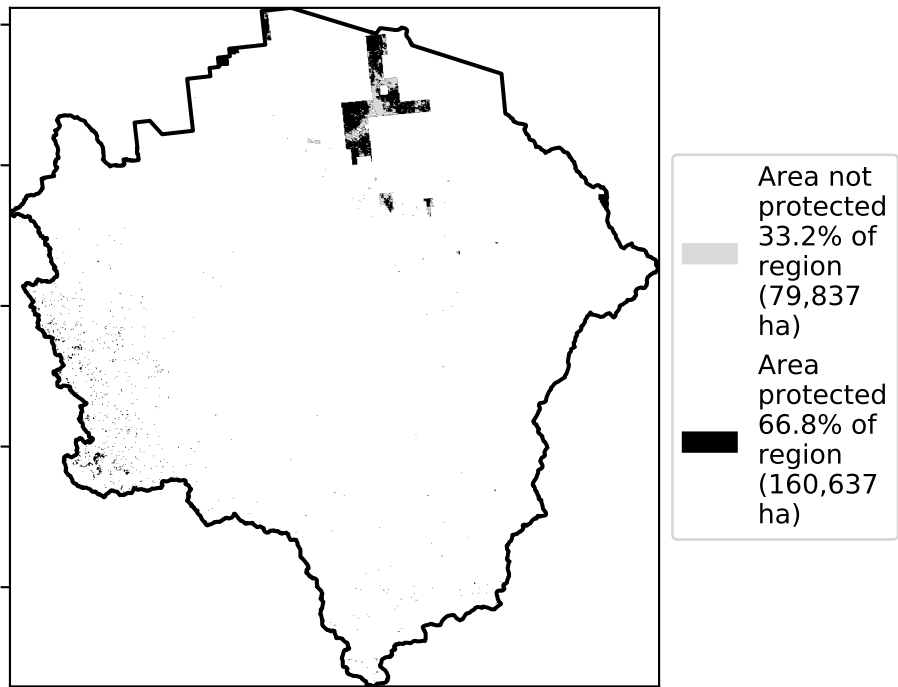 Area not
protected
33.2% of
region
(79,837
ha)
Area
protected
66.8% of
region
(160,637
ha)